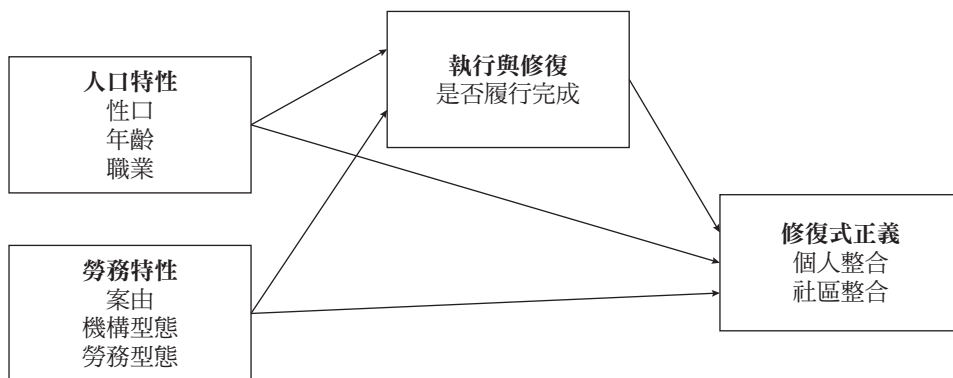 人口特性
性口
年齡
職業
執行與修復
是否履行完成
勞務特性
案由
機構型態
勞務型態
修復式正義
個人整合
社區整合